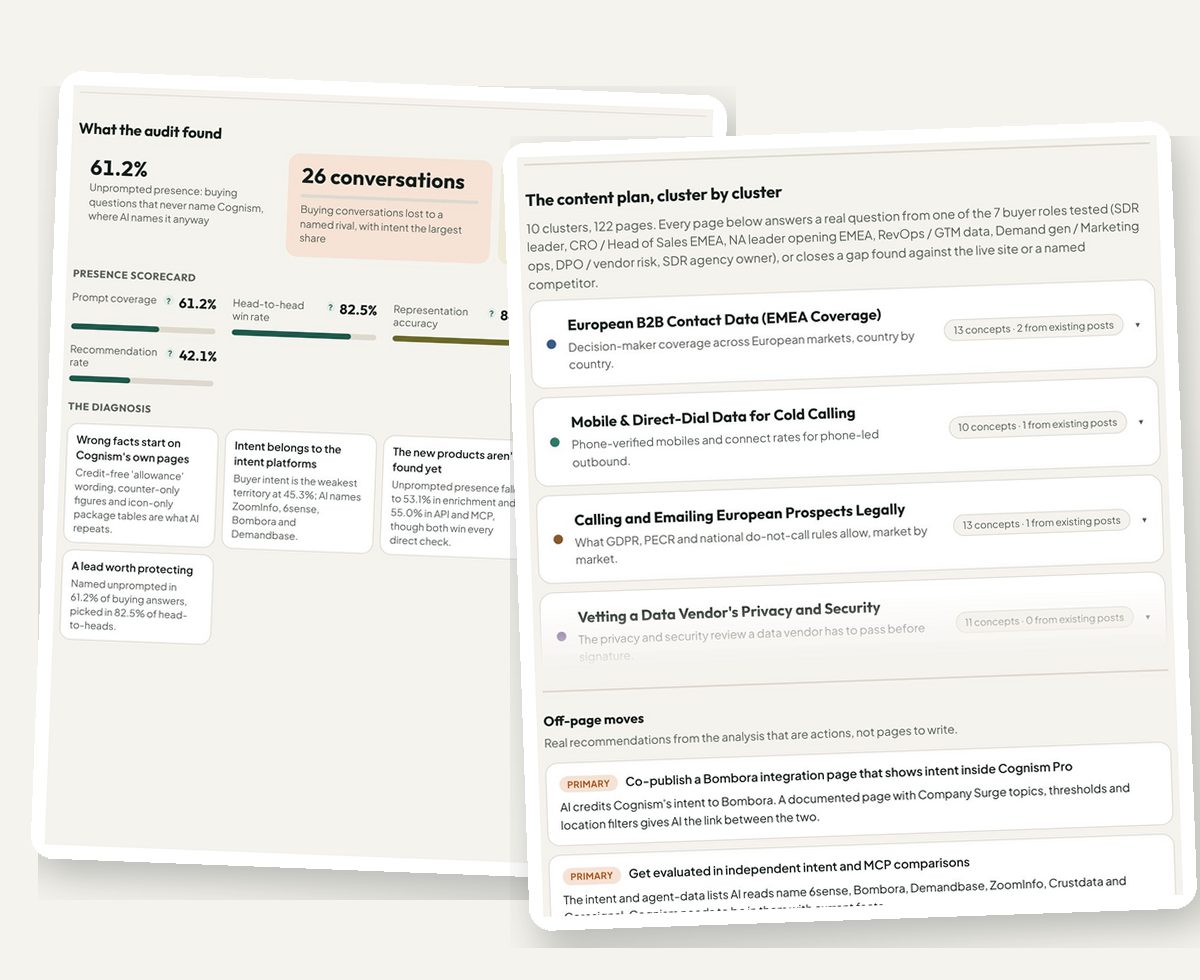 What the audit found
61.2%
Unprompted presence: buying
questions that never name Cognism,
where AI names it anyway
26 conversations
Buying conversations lost to a
named rival, with intent the largest
share
PRESENCE SCORECARD
Prompt coverage ? 61.2%
Head-to-head
win rate
? 82.5%
Representation
accuracy
? 8
Recommendation
rate
? 42.1%
THE DIAGNOSIS
Wrong facts start on
Cognism's own pages
Credit-free 'allowance'
wording, counter-only
figures and icon-only
package tables are what AI
repeats.
Intent belongs to the
intent platforms
Buyer intent is the weakest
territory at 45.3%; AI names
ZoomInfo, 6sense,
Bombora and
Demandbase.
The new products aren'
found yet
Unprompted presence fall
to 53.1% in enrichment and
55.0% in API and MCP,
though both win every
direct check.
A lead worth protecting
Named unprompted in
61.2% of buying answers,
picked in 82.5% of head-
to-heads.
The content plan, cluster by cluster
10 clusters, 122 pages. Every page below answers a real question from one of the 7 buyer roles tested (SDR
leader, CRO / Head of Sales EMEA, NA leader opening EMEA, RevOps / GTM data, Demand gen / Marketing
ops, DPO / vendor risk, SDR agency owner), or closes a gap found against the live site or a named
competitor.
European B2B Contact Data (EMEA Coverage)
Decision-maker coverage across European markets, country by
country.
13 concepts · 2 from existing posts
Mobile & Direct-Dial Data for Cold Calling
Phone-verified mobiles and connect rates for phone-led
outbound.
10 concepts · 1 from existing posts
Calling and Emailing European Prospects Legally
What GDPR, PECR and national do-not-call rules allow, market by
market.
13 concepts · 1 from existing posts
Vetting a Data Vendor's Privacy and Security
The privacy and security review a data vendor has to pass before
signature.
11 concepts · 0 from existing posts
Off-page moves
Real recommendations from the analysis that are actions, not pages to write.
PRIMARY Co-publish a Bombora integration page that shows intent inside Cognism Pro
AI credits Cognism's intent to Bombora. A documented page with Company Surge topics, thresholds and
location filters gives AI the link between the two.
PRIMARY Get evaluated in independent intent and MCP comparisons
The intent and agent-data lists AI reads name 6sense, Bombora, Demandbase, ZoomInfo, Crustdata and